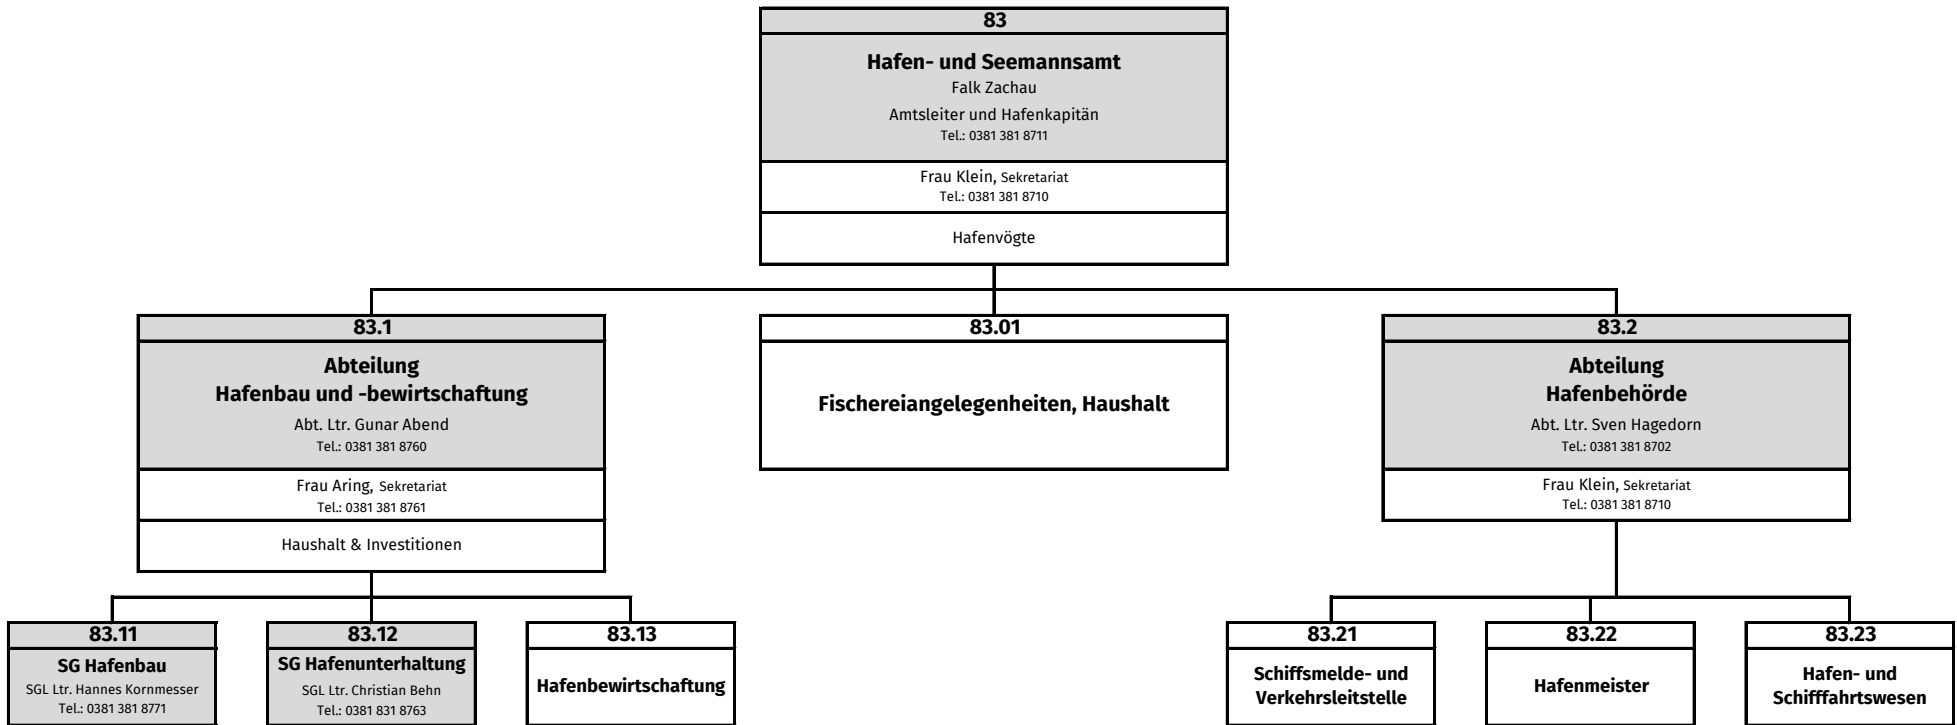 83
Hafen- und Seemannsamt
Falk Zachau
Amtsleiter und Hafenkapitän
Tel.: 0381 381 8711
Frau Klein, Sekretariat
Tel.: 0381 381 8710
Hafenvögte
83.1
Abteilung
Hafenbau und -bewirtschaftung
Abt. Ltr. Gunar Abend
Tel.: 0381 381 8760
Frau Aring, Sekretariat
Tel.: 0381 381 8761
Haushalt & Investitionen
83.01
Fischereiangelegenheiten, Haushalt
83.2
Abteilung
Hafenbehörde
Abt. Ltr. Sven Hagedorn
Tel.: 0381 381 8702
Frau Klein, Sekretariat
Tel.: 0381 381 8710
83.11
SG Hafenbau
SGL Ltr. Hannes Kornmesser
Tel.: 0381 381 8771
83.12
SG Hafenunterhaltung
SGL Ltr. Christian Behn
Tel.: 0381 831 8763
83.13
Hafenbewirtschaftung
83.21
Schiffsmelde- und
Verkehrsleitstelle
83.22
Hafenmeister
83.23
Hafen- und
Schifffahrtswesen